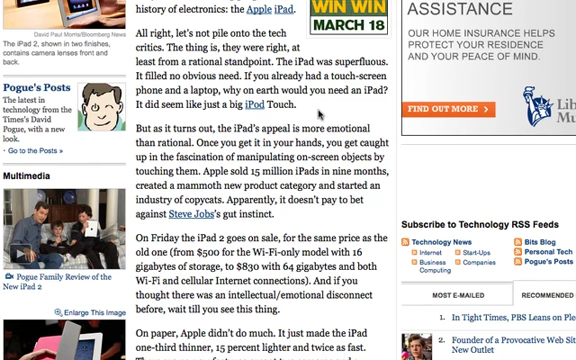 history of electronics: the Apple iPad.
All right, let's not pile onto the tech
critics. The thing is, they were right, at
least from a rational standpoint. The iPad was superfluous.
It filled no obvious need. If you already had a touch-screen
phone and a laptop, why on earth would you need an iPad?
It did seem like just a big iPod Touch.
But as it turns out, the iPad's appeal is more emotional
than rational. Once you get it in your hands, you get caught
up in the fascination of manipulating on-screen objects by
touching them. Apple sold 15 million iPads in nine months,
created a mammoth new product category and started an
industry of copycats. Apparently, it doesn't pay to bet
against Steve Jobs's gut instinct.
On Friday the iPad 2 goes on sale, for the same price as the
old one (from $500 for the Wi-Fi-only model with 16
gigabytes of storage, to $830 with 64 gigabytes and both
Wi-Fi and cellular Internet connections). And if you
thought there was an intellectual/emotional disconnect
before, wait till you see this thing.
On paper, Apple didn't do much. It just made the iPad
one-third thinner, 15 percent lighter and twice as fast.
WIN WIN
MARCH 18
David Paul Morris/Bloomberg News
The iPad 2, shown in two finishes,
contains camera lenses front and
back.
Pogue's Posts
The latest in
technology from the
Times's David
Pogue, with a new
look.
Go to the Posts »
Multimedia
Pogue Family Review of the
New iPad 2
Enlarge This Image
ASSISTANCE
OUR HOME INSURANCE HELPS
PROTECT YOUR RESIDENCE
AND YOUR PEACE OF MIND.
FIND OUT MORE
Lib
Mu
Subscribe to Technology RSS Feeds
Technology News
Internet
Start-Ups
Business
Computing
Companies
Bits Blog
Personal Tech
Pogue's Posts
MOST E-MAILED
RECOMMENDED
1. In Tight Times, PBS Leans on Ple
2. Founder of a Provocative Web Sit
New Outlet